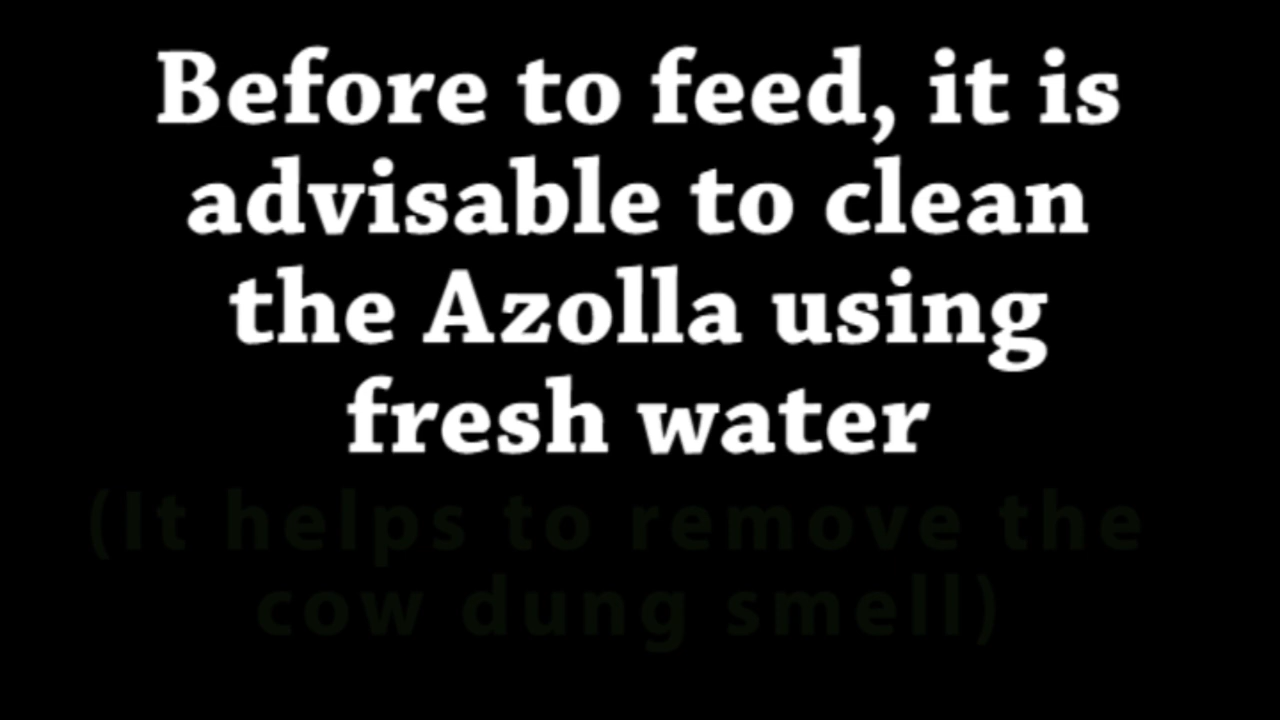 Before to feed, it is
advisable to clean
the Azolla using
fresh water
(It helps to remove the
cow dung smell)